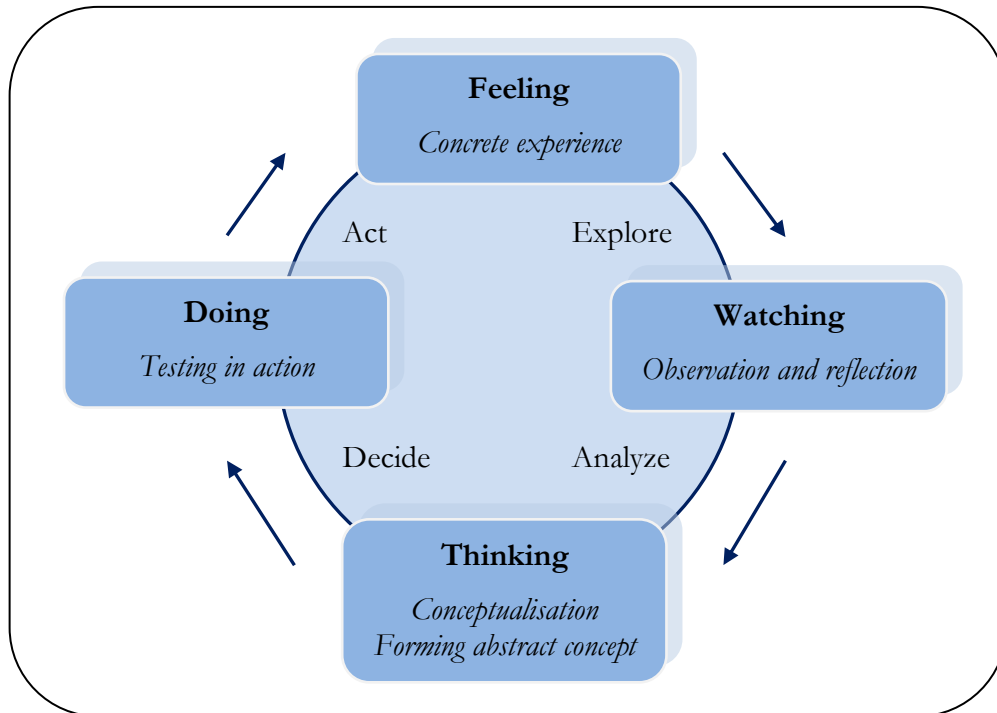 Feeling
Concrete experience
Act
Explore
Doing
Testing in action
Watching
Observation and reflection
Decide
Analyze
Thinking
Conceptualisation
Forming abstract concept